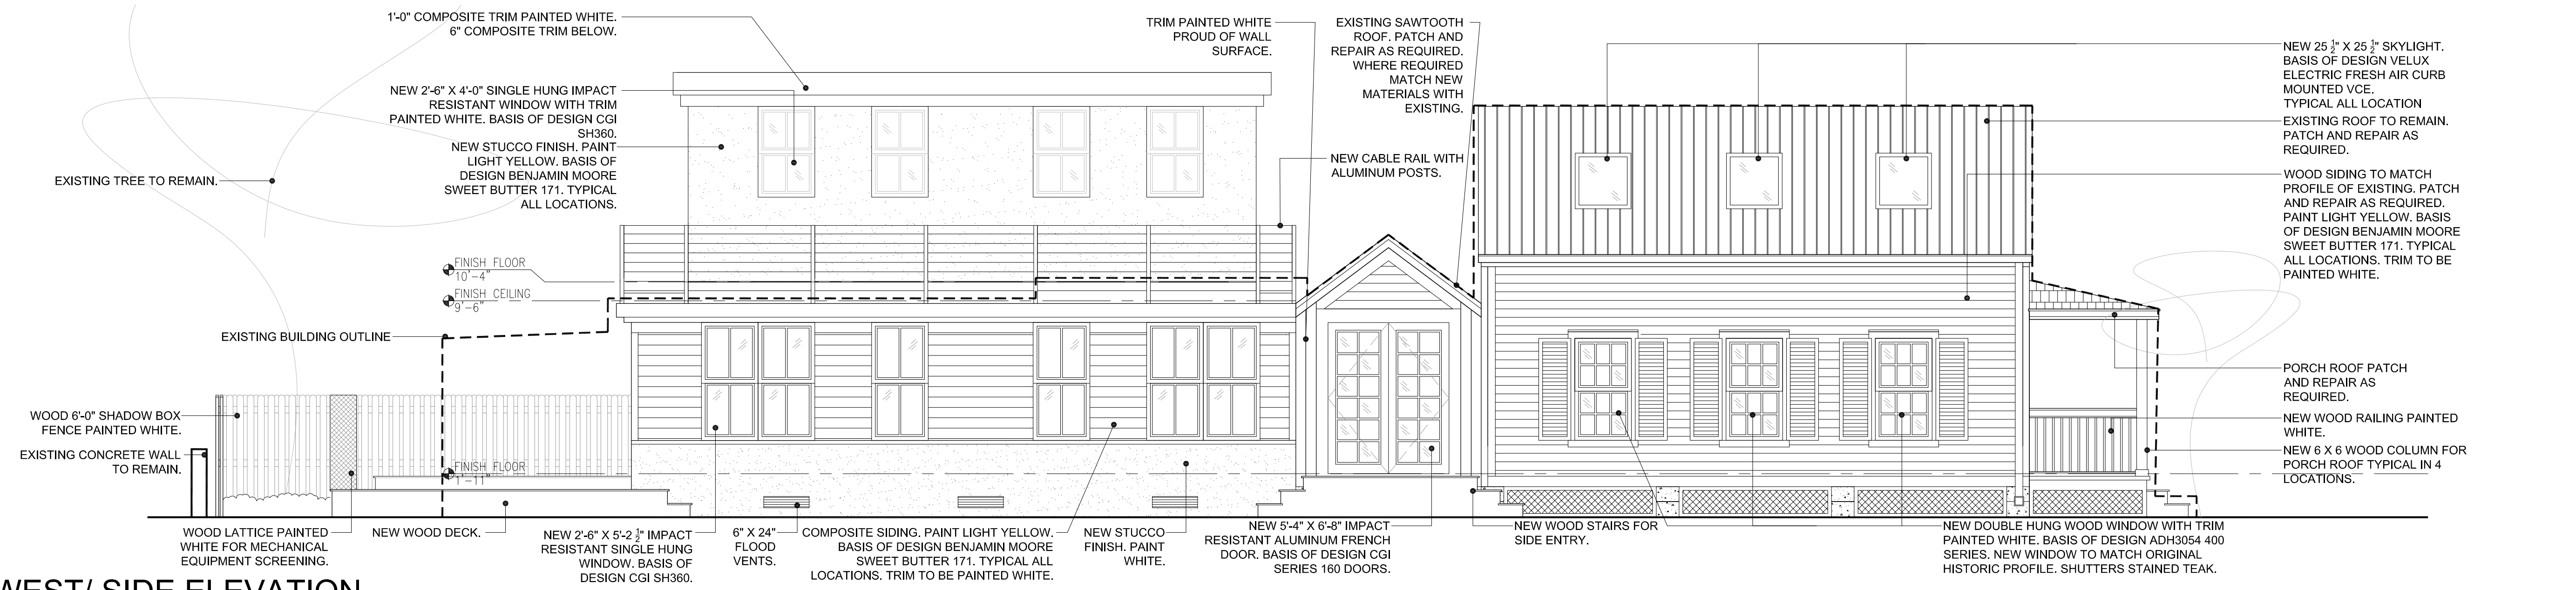 1'-0" COMPOSITE TRIM PAINTED WHITE.
6" COMPOSITE TRIM BELOW.
NEW 2'-6" X 4'-0" SINGLE HUNG IMPACT
RESISTANT WINDOW WITH TRIM
PAINTED WHITE. BASIS OF DESIGN CGI
SH360.
NEW STUCCO FINISH. PAINT
LIGHT YELLOW. BASIS OF
DESIGN BENJAMIN MOORE
SWEET BUTTER 171. TYPICAL
ALL LOCATIONS.
EXISTING TREE TO REMAIN.
FINISH FLOOR
10'-4"
FINISH CEILING
9'-6"
EXISTING BUILDING OUTLINE
WOOD 6'-0" SHADOW BOX
FENCE PAINTED WHITE.
EXISTING CONCRETE WALL
TO REMAIN.
FINISH FLOOR
1'-11"
TRIM PAINTED WHITE
PROUD OF WALL
SURFACE.
EXISTING SAWTOOTH
ROOF. PATCH AND
REPAIR AS REQUIRED.
WHERE REQUIRED
MATCH NEW
MATERIALS WITH
EXISTING.
NEW CABLE RAIL WITH
ALUMINUM POSTS.
NEW 25 1/2" X 25 1/2" SKYLIGHT.
BASIS OF DESIGN VELUX
ELECTRIC FRESH AIR CURB
MOUNTED VCE.
TYPICAL ALL LOCATION
EXISTING ROOF TO REMAIN.
PATCH AND REPAIR AS
REQUIRED.
WOOD SIDING TO MATCH
PROFILE OF EXISTING. PATCH
AND REPAIR AS REQUIRED.
PAINT LIGHT YELLOW. BASIS
OF DESIGN BENJAMIN MOORE
SWEET BUTTER 171. TYPICAL
ALL LOCATIONS. TRIM TO BE
PAINTED WHITE.
PORCH ROOF PATCH
AND REPAIR AS
REQUIRED.
NEW WOOD RAILING PAINTED
WHITE.
NEW 6 X 6 WOOD COLUMN FOR
PORCH ROOF TYPICAL IN 4
LOCATIONS.
WOOD LATTICE PAINTED
WHITE FOR MECHANICAL
EQUIPMENT SCREENING.
NEW WOOD DECK.
NEW 2'-6" X 5'-2 1/2" IMPACT
RESISTANT SINGLE HUNG
WINDOW. BASIS OF
DESIGN CGI SH360.
6" X 24"
FLOOD
VENTS.
COMPOSITE SIDING. PAINT LIGHT YELLOW.
BASIS OF DESIGN BENJAMIN MOORE
SWEET BUTTER 171. TYPICAL ALL
LOCATIONS. TRIM TO BE PAINTED WHITE.
NEW STUCCO
FINISH. PAINT
WHITE.
NEW 5'-4" X 6'-8" IMPACT
RESISTANT ALUMINUM FRENCH
DOOR. BASIS OF DESIGN CGI
SERIES 160 DOORS.
NEW WOOD STAIRS FOR
SIDE ENTRY.
NEW DOUBLE HUNG WOOD WINDOW WITH TRIM
PAINTED WHITE. BASIS OF DESIGN ADH3054 400
SERIES. NEW WINDOW TO MATCH ORIGINAL
HISTORIC PROFILE. SHUTTERS STAINED TEAK.
WEST/ SIDE ELEVATION